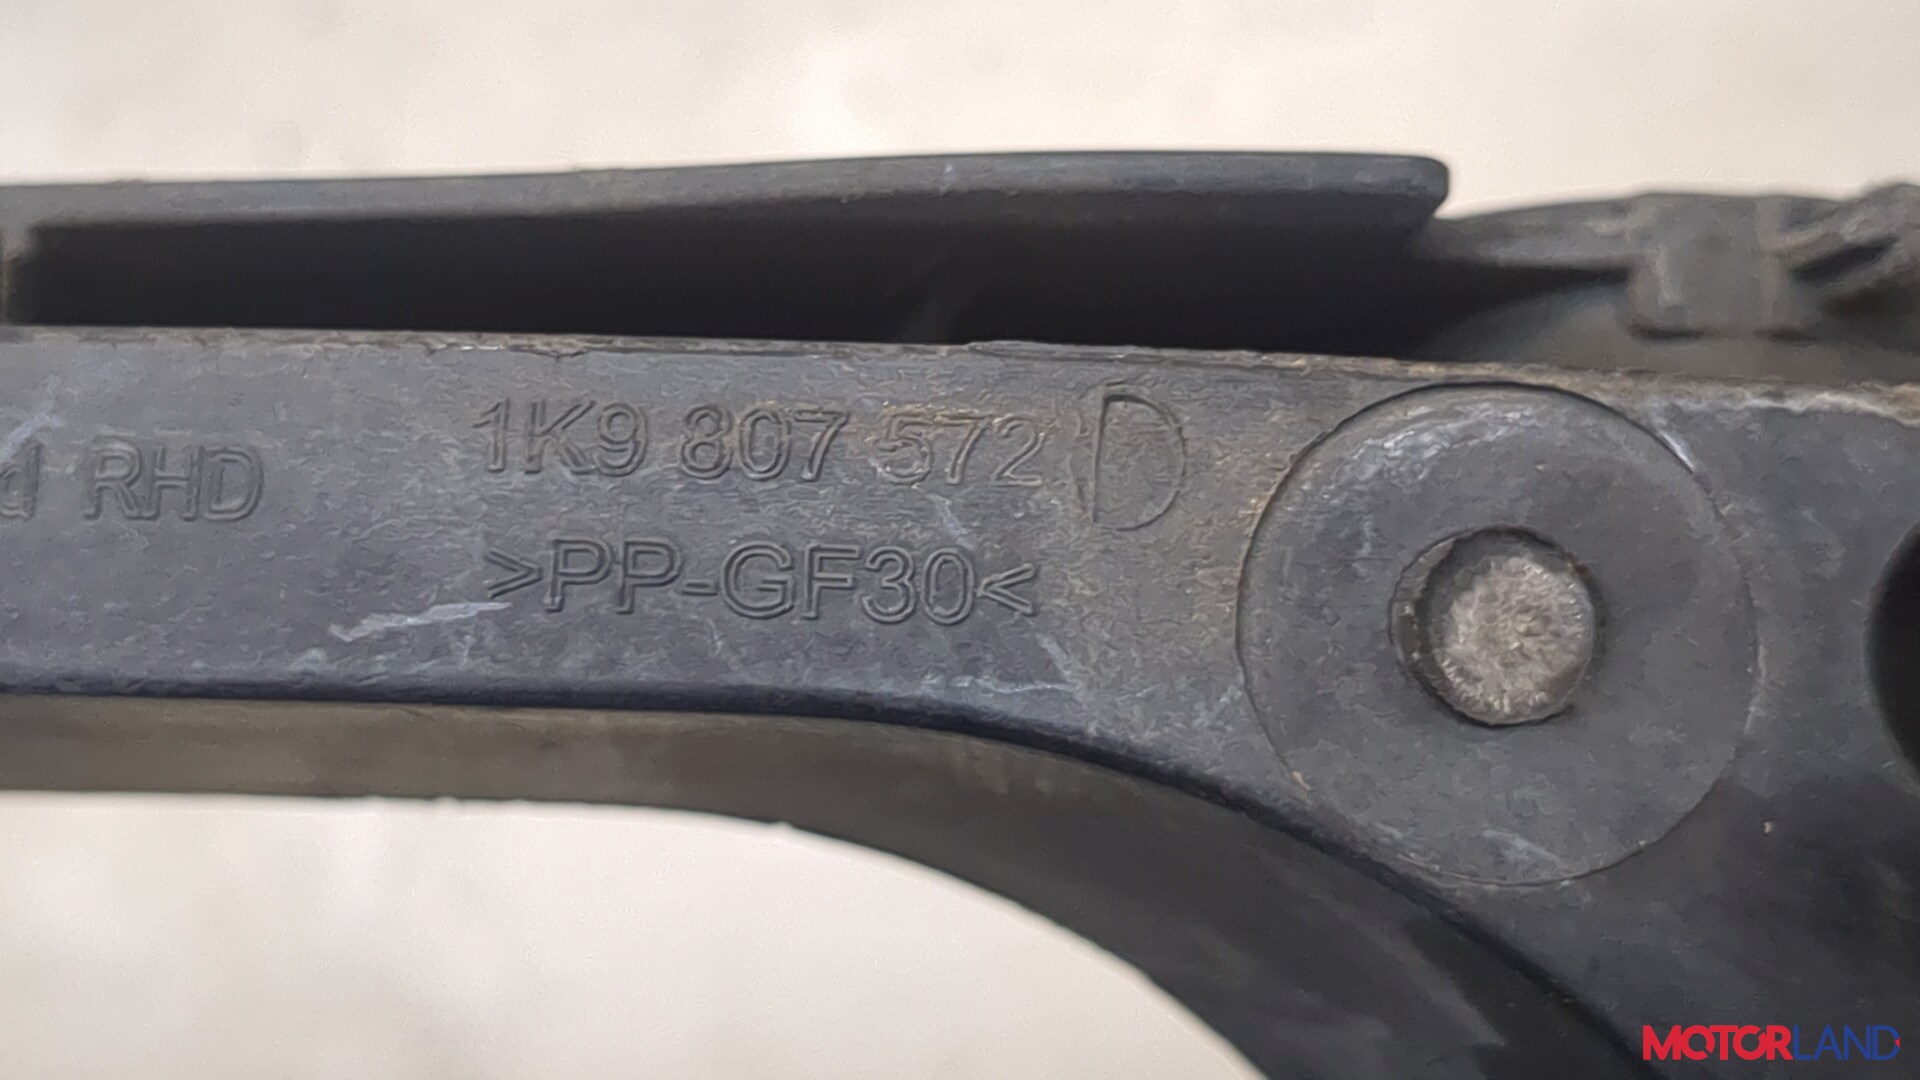 1K9 807 572 D
RHD
>PP-GF30<
MOTORLAND